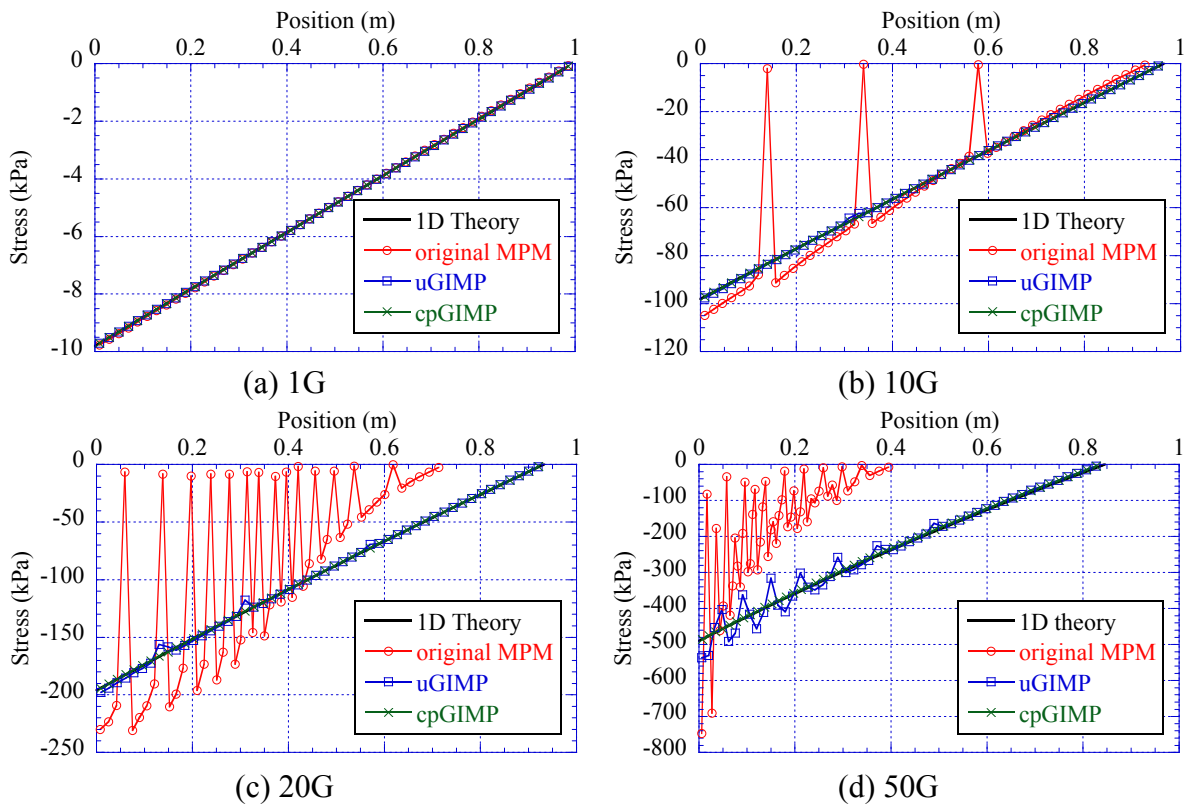 Position (m)
0 0.2 0.4 0.6 0.8 1
0
-2
-4
-6
-8
-10
Stress (kPa)
1D Theory
original MPM
uGIMP
cpGIMP
(a) 1G
Position (m)
0 0.2 0.4 0.6 0.8 1
0
-20
-40
-60
-80
-100
-120
Stress (kPa)
1D Theory
original MPM
uGIMP
cpGIMP
(b) 10G
Position (m)
0 0.2 0.4 0.6 0.8 1
0
-50
-100
-150
-200
-250
Stress (kPa)
1D Theory
original MPM
uGIMP
cpGIMP
(c) 20G
Position (m)
0 0.2 0.4 0.6 0.8 1
0
-100
-200
-300
-400
-500
-600
-700
-800
Stress (kPa)
1D theory
original MPM
uGIMP
cpGIMP
(d) 50G